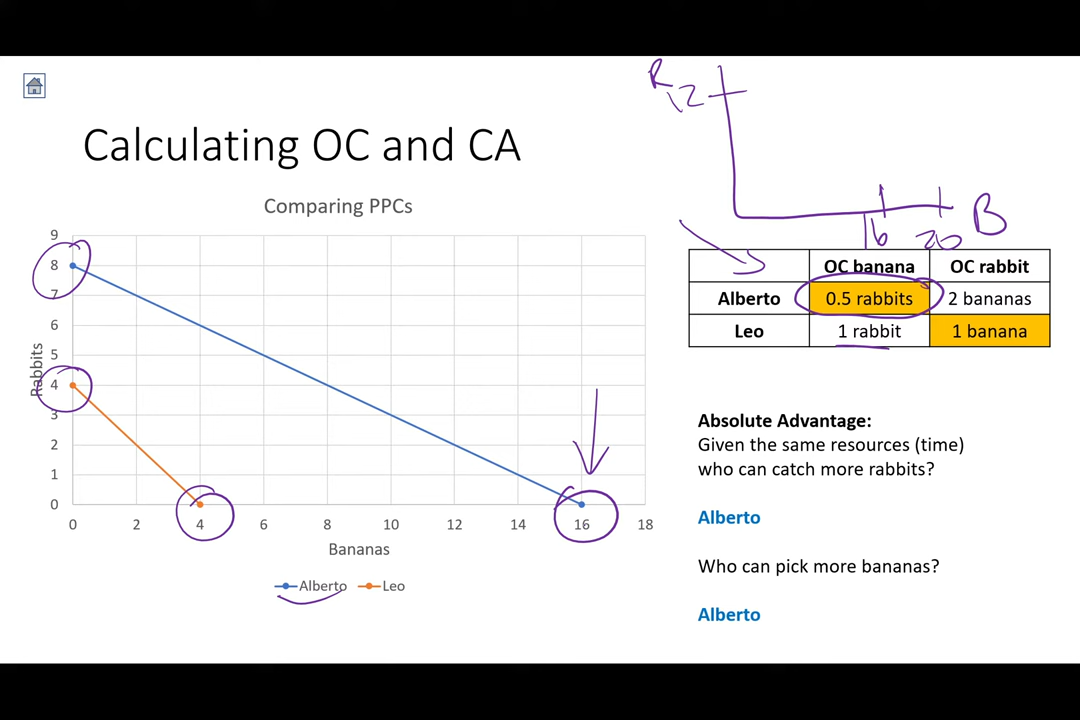 R
12
16
20
B
Calculating OC and CA
Comparing PPCs
9
8
7
6
5
4
3
2
1
0
Rabbits
0 2 4 6 8 10 12 14 16 18
Bananas
Alberto Leo
OC banana OC rabbit
Alberto 0.5 rabbits 2 bananas
Leo 1 rabbit 1 banana
Absolute Advantage:
Given the same resources (time)
who can catch more rabbits?
Alberto
Who can pick more bananas?
Alberto